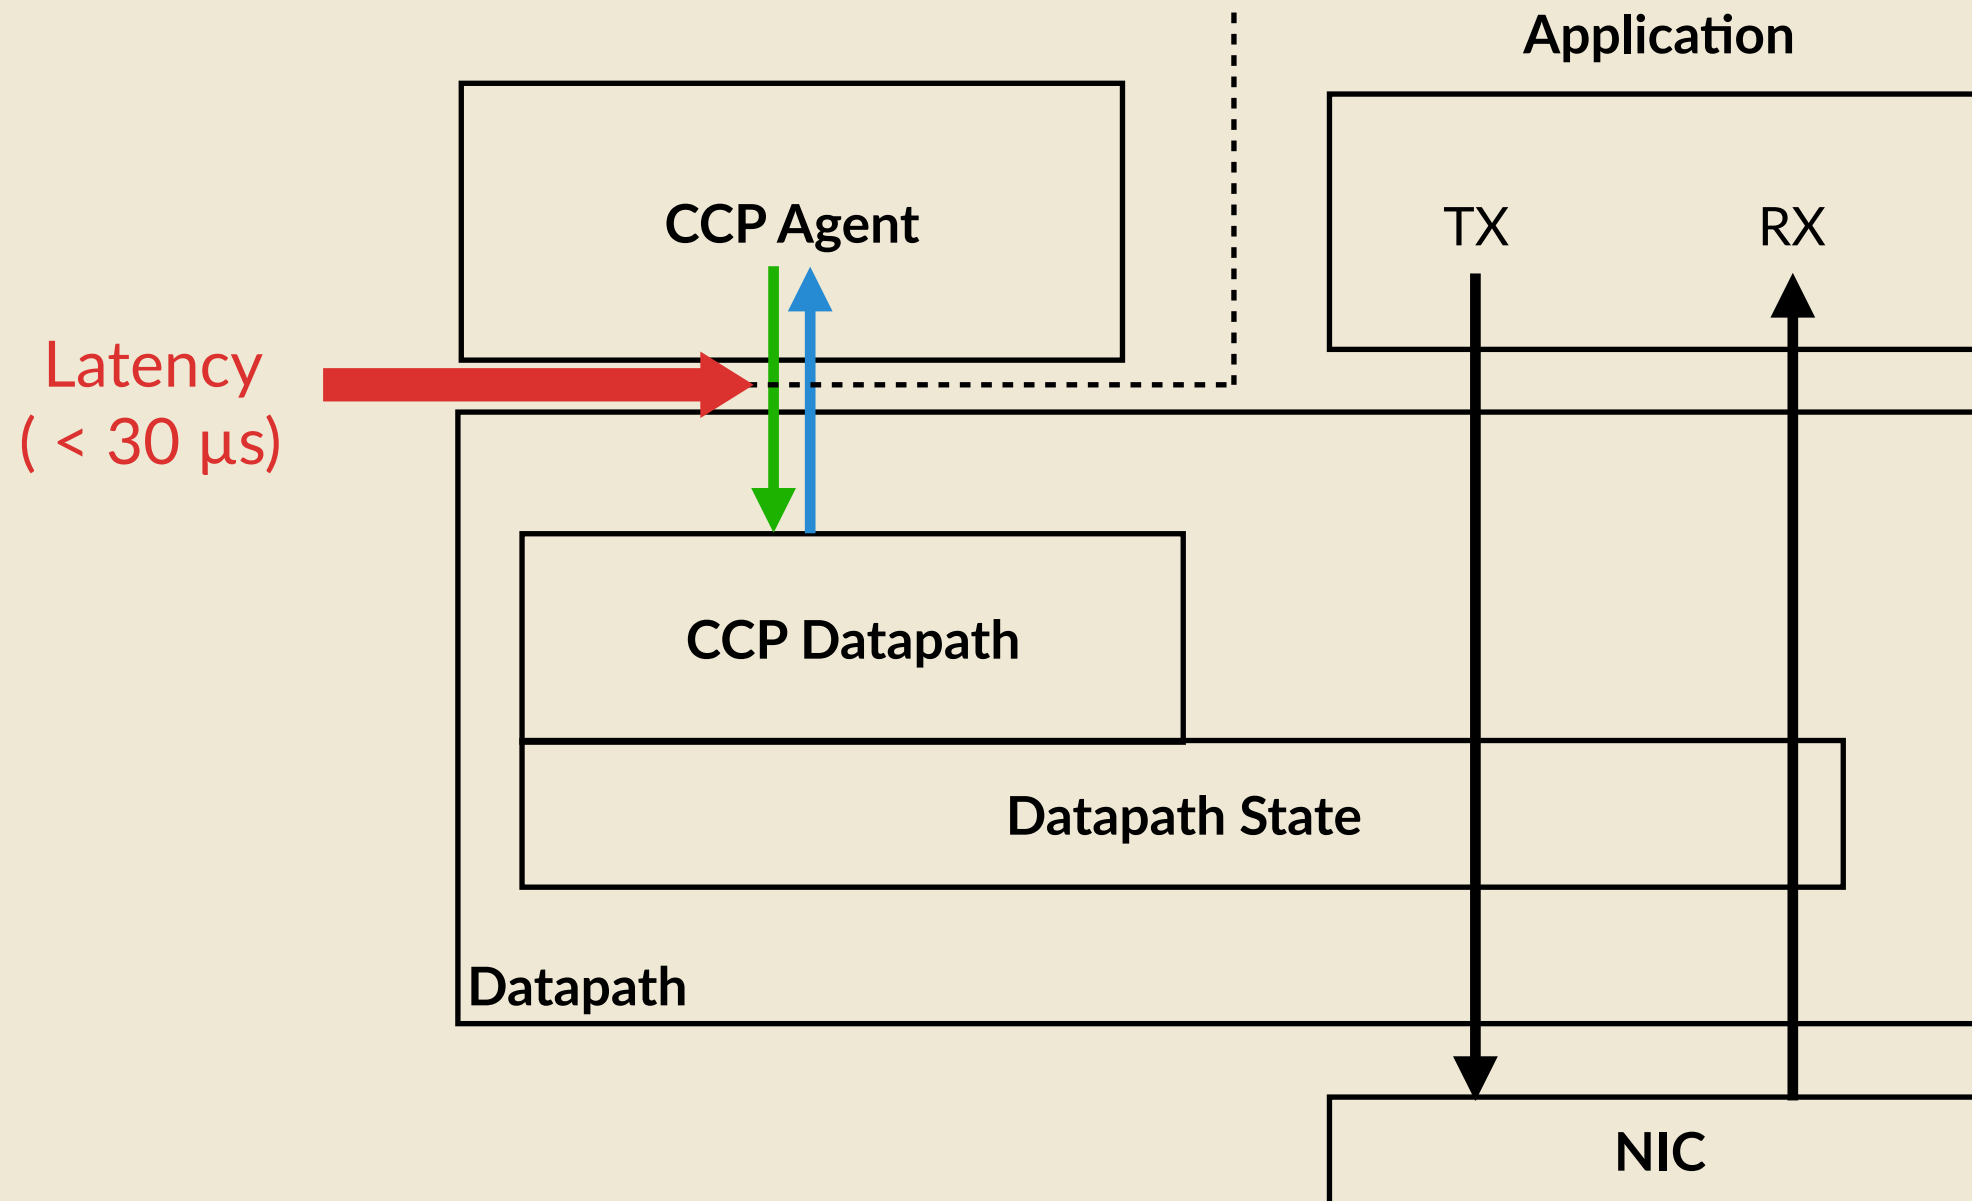 Application
CCP Agent
TX
RX
Latency
( < 30 μs)
CCP Datapath
Datapath State
Datapath
NIC